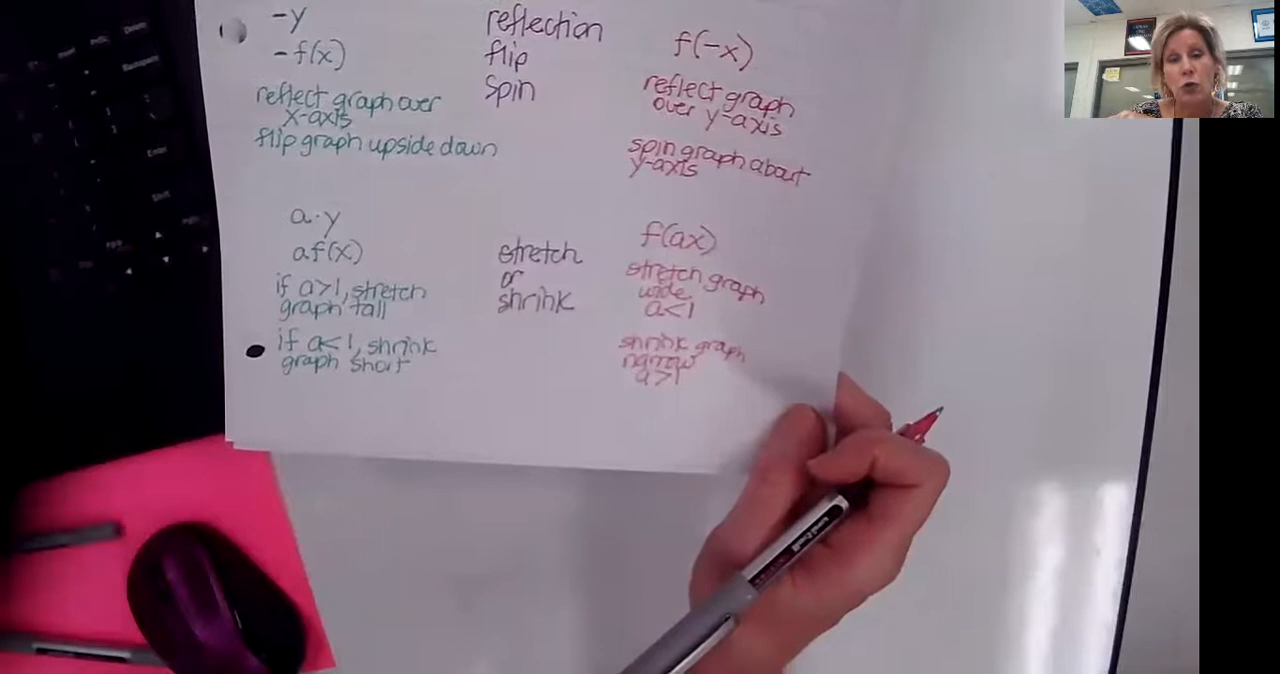 -y
-f(x)
reflect graph over
x-axis
flip graph upside down
reflection
flip
spin
f(-x)
reflect graph
over y-axis
spin graph about
y-axis
a·y
af(x)
if a>1, stretch
graph tall
if a<1, shrink
graph short
stretch
or
shrink
f(ax)
stretch graph
wide
a<1
shrink graph
narrow
a>1